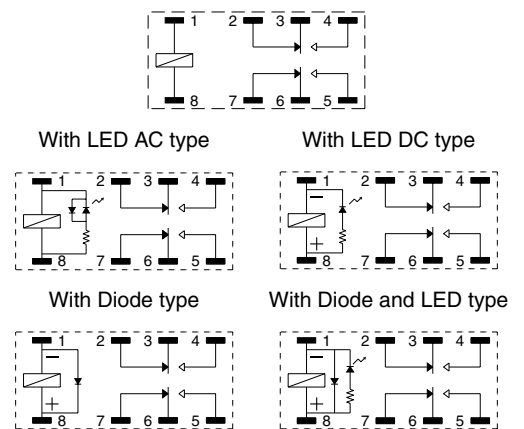 1 2 3 4
8 7 6 5
With LED AC type With LED DC type
1 2 3 4 1 2 3 4
− −
+ +
8 7 6 5 8 7 6 5
With Diode type With Diode and LED type
1 2 3 4 1 2 3 4
− −
+ +
8 7 6 5 8 7 6 5